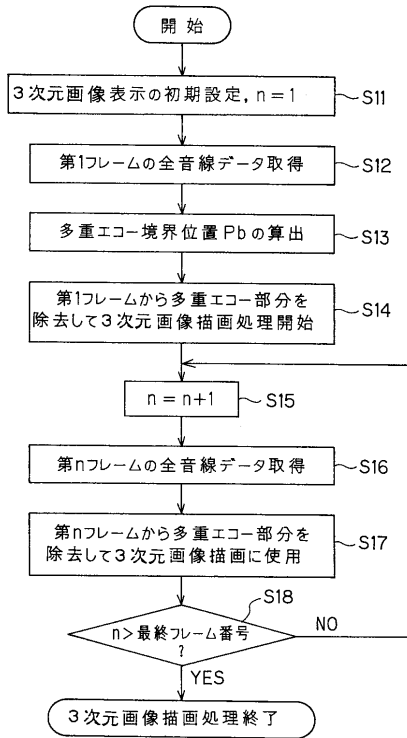 開始
3次元画像表示の初期設定,n=1
S11
第1フレームの全音線データ取得
S12
多重エコー境界位置Pbの算出
S13
第1フレームから多重エコー部分を
除去して3次元画像描画処理開始
S14
n=n+1
S15
第nフレームの全音線データ取得
S16
第nフレームから多重エコー部分を
除去して3次元画像描画に使用
S17
S18
n>最終フレーム番号
?
NO
YES
3次元画像描画処理終了